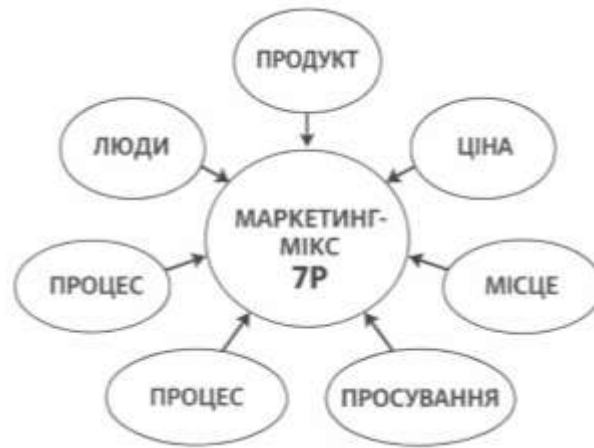 ПРОДУКТ
ЛЮДИ
ЦІНА
МАРКЕТИНГ-
МІКС
7P
ПРОЦЕС
МІСЦЕ
ПРОЦЕС
ПРОСУВАННЯ